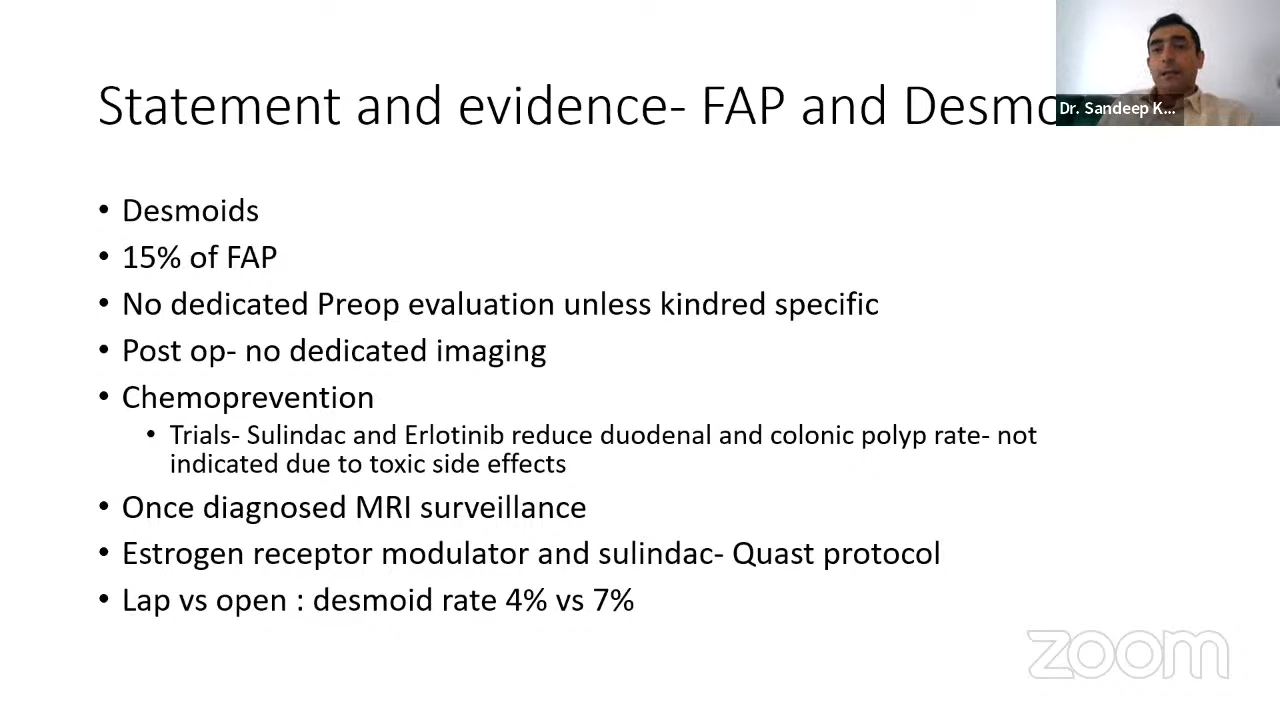 Statement and evidence- FAP and Desmo
Dr. Sandeep K...
• Desmoids
• 15% of FAP
• No dedicated Preop evaluation unless kindred specific
• Post op- no dedicated imaging
• Chemoprevention
• Trials- Sulindac and Erlotinib reduce duodenal and colonic polyp rate- not
indicated due to toxic side effects
• Once diagnosed MRI surveillance
• Estrogen receptor modulator and sulindac- Quast protocol
• Lap vs open : desmoid rate 4% vs 7%
zoom